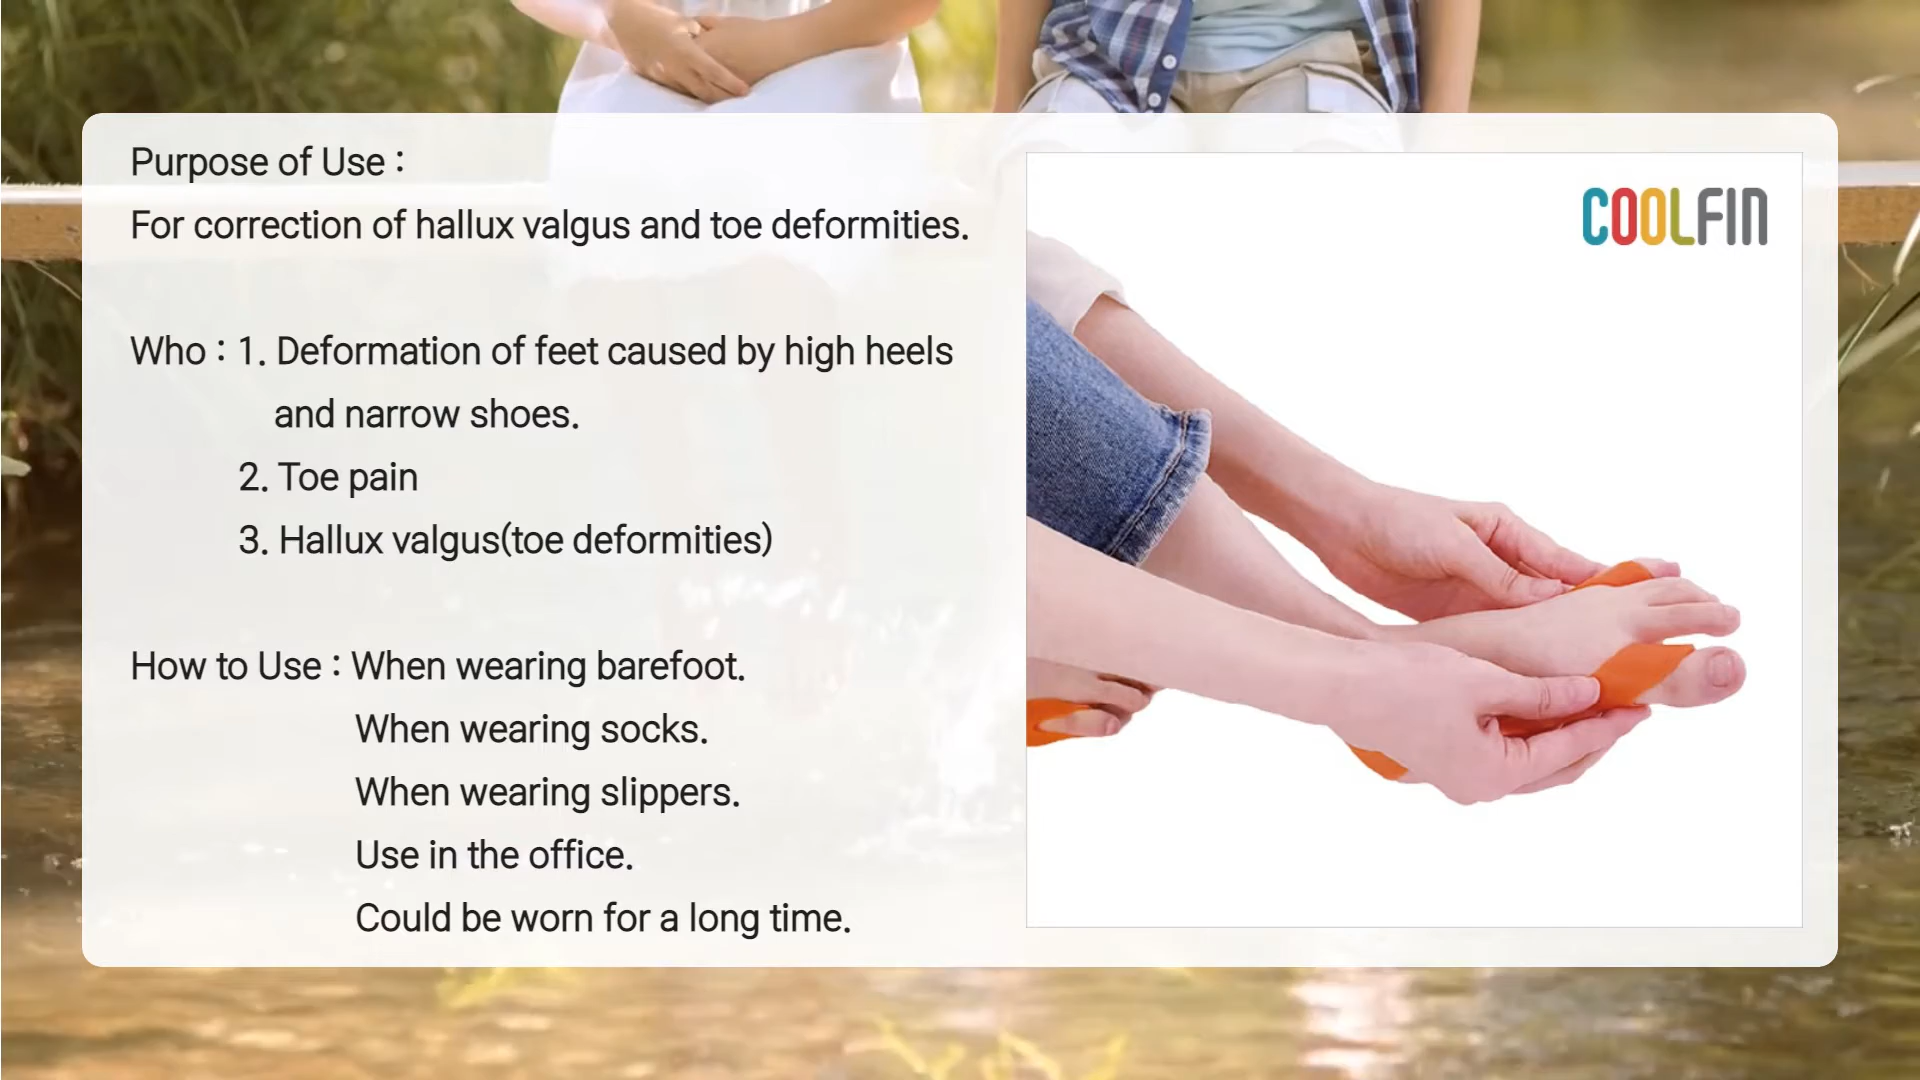 Purpose of Use :
For correction of hallux valgus and toe deformities.
Who : 1. Deformation of feet caused by high heels
and narrow shoes.
2. Toe pain
3. Hallux valgus(toe deformities)
How to Use : When wearing barefoot.
When wearing socks.
When wearing slippers.
Use in the office.
Could be worn for a long time.
COOLFIN